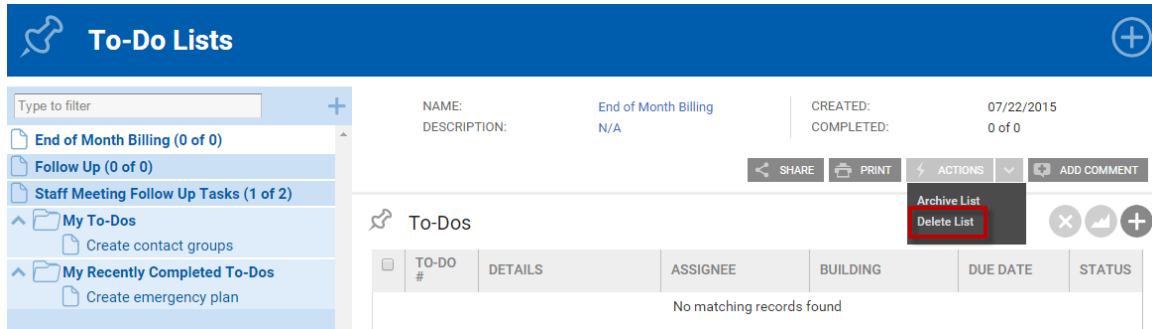 To-Do Lists
Type to filter
End of Month Billing (0 of 0)
Follow Up (0 of 0)
Staff Meeting Follow Up Tasks (1 of 2)
My To-Dos
Create contact groups
My Recently Completed To-Dos
Create emergency plan
NAME: End of Month Billing CREATED: 07/22/2015
DESCRIPTION: N/A COMPLETED: 0 of 0
SHARE PRINT ACTIONS ADD COMMENT
Archive List
Delete List
To-Dos
TO-DO # DETAILS ASSIGNEE BUILDING DUE DATE STATUS
No matching records found